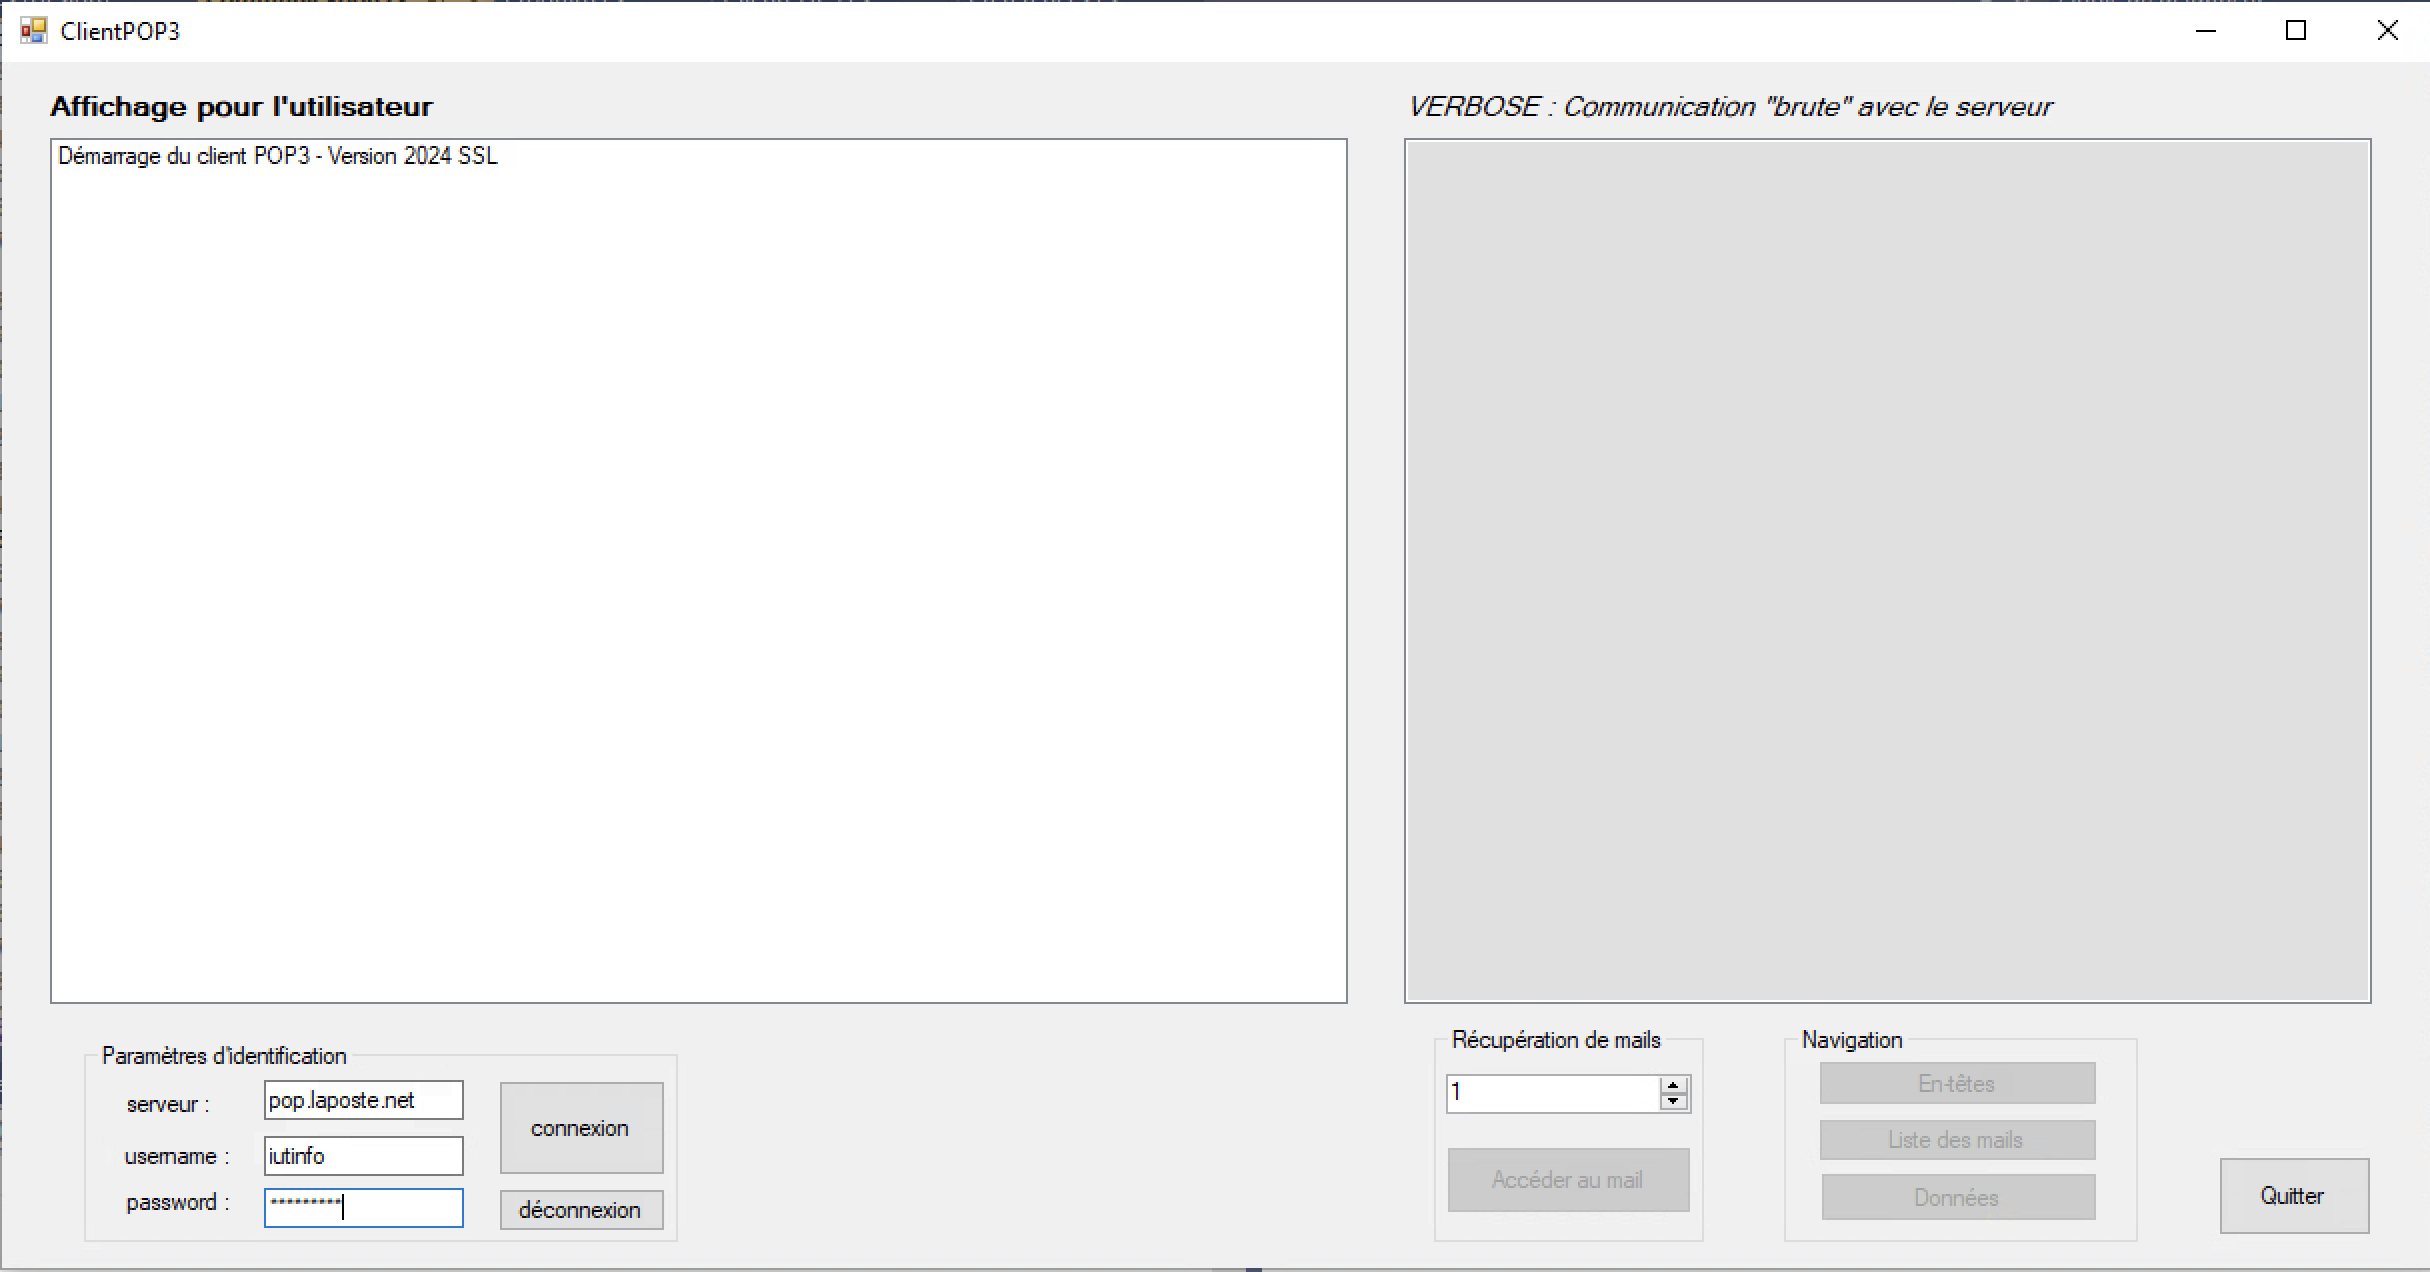 ClientPOP3
Affichage pour l'utilisateur
Démarrage du client POP3 - Version 2024 SSL
VERBOSE : Communication "brute" avec le serveur
Paramètres d'identification
serveur : pop.laposte.net
username : iutinfo
password : *********
connexion
déconnexion
Récupération de mails
1
Accéder au mail
Navigation
En-têtes
Liste des mails
Données
Quitter